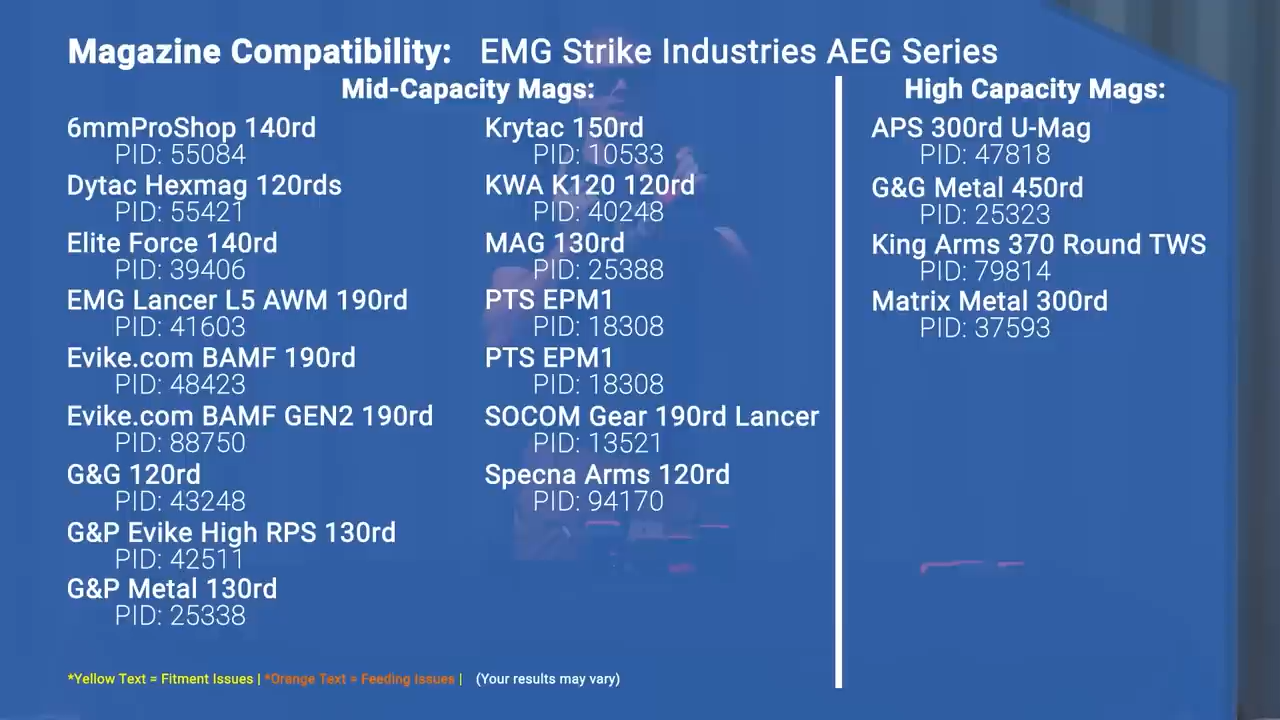 Magazine Compatibility: EMG Strike Industries AEG Series
Mid-Capacity Mags:
6mmProShop 140rd
PID: 55084
Dytac Hexmag 120rds
PID: 55421
Elite Force 140rd
PID: 39406
EMG Lancer L5 AWM 190rd
PID: 41603
Evike.com BAMF 190rd
PID: 48423
Evike.com BAMF GEN2 190rd
PID: 88750
G&G 120rd
PID: 43248
G&P Evike High RPS 130rd
PID: 42511
G&P Metal 130rd
PID: 25338
Krytac 150rd
PID: 10533
KWA K120 120rd
PID: 40248
MAG 130rd
PID: 25388
PTS EPM1
PID: 18308
PTS EPM1
PID: 18308
SOCOM Gear 190rd Lancer
PID: 13521
Specna Arms 120rd
PID: 94170
High Capacity Mags:
APS 300rd U-Mag
PID: 47818
G&G Metal 450rd
PID: 25323
King Arms 370 Round TWS
PID: 79814
Matrix Metal 300rd
PID: 37593
*Yellow Text = Fitment Issues | *Orange Text = Feeding Issues | (Your results may vary)